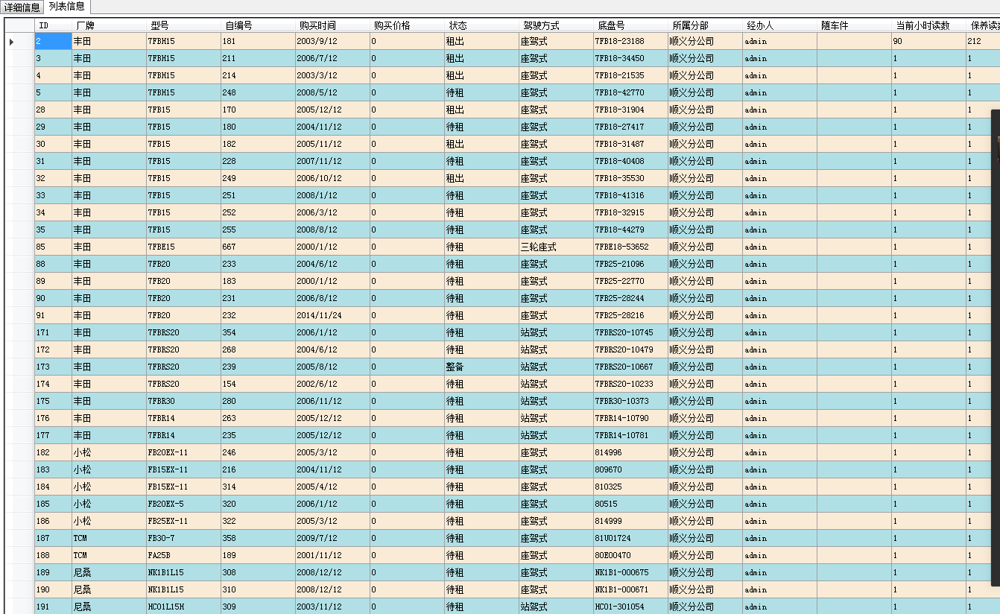 详细信息 列表信息
ID 厂牌 型号 自编号 购买时间 购买价格 状态 驾驶方式 底盘号 所属分部 经办人 随车件 当前小时读数 保养读
2 丰田 7FBH15 181 2003/9/12 0 租出 座驾式 7FB18-23188 顺义分公司 admin 90 212
3 丰田 7FBH15 211 2006/7/12 0 租出 座驾式 7FB18-34450 顺义分公司 admin 1 1
4 丰田 7FBH15 214 2003/3/12 0 租出 座驾式 7FB18-21535 顺义分公司 admin 1 1
5 丰田 7FBH15 248 2008/5/12 0 待租 座驾式 7FB18-42770 顺义分公司 admin 1 1
28 丰田 7FB15 170 2005/12/12 0 租出 座驾式 7FB18-31904 顺义分公司 admin 1 1
29 丰田 7FB15 180 2004/11/12 0 待租 座驾式 7FB18-27417 顺义分公司 admin 1 1
30 丰田 7FB15 182 2005/11/12 0 租出 座驾式 7FB18-31487 顺义分公司 admin 1 1
31 丰田 7FB15 228 2007/11/12 0 待租 座驾式 7FB18-40408 顺义分公司 admin 1 1
32 丰田 7FB15 249 2006/10/12 0 租出 座驾式 7FB18-35530 顺义分公司 admin 1 1
33 丰田 7FB15 251 2008/1/12 0 待租 座驾式 7FB18-41316 顺义分公司 admin 1 1
34 丰田 7FB15 252 2006/3/12 0 待租 座驾式 7FB18-32915 顺义分公司 admin 1 1
35 丰田 7FB15 255 2008/8/12 0 待租 座驾式 7FB18-44279 顺义分公司 admin 1 1
85 丰田 7FBE15 667 2000/1/12 0 待租 三轮座式 7FBE18-53652 顺义分公司 admin 1 1
88 丰田 7FB20 233 2004/6/12 0 待租 座驾式 7FB25-21096 顺义分公司 admin 1 1
89 丰田 7FB20 183 2000/1/12 0 待租 座驾式 7FB25-22770 顺义分公司 admin 1 1
90 丰田 7FB20 231 2006/8/12 0 待租 座驾式 7FB25-28244 顺义分公司 admin 1 1
91 丰田 7FB20 232 2014/11/24 0 待租 座驾式 7FB25-28216 顺义分公司 admin 1 1
171 丰田 7FBRS20 354 2006/1/12 0 待租 站驾式 7FBRS20-10745 顺义分公司 admin 1 1
172 丰田 7FBRS20 268 2004/6/12 0 待租 站驾式 7FBRS20-10479 顺义分公司 admin 1 1
173 丰田 7FBRS20 239 2005/8/12 0 整备 站驾式 7FBRS20-10667 顺义分公司 admin 1 1
174 丰田 7FBRS20 154 2002/6/12 0 待租 站驾式 7FBRS20-10233 顺义分公司 admin 1 1
175 丰田 7FBR30 280 2006/11/12 0 待租 站驾式 7FBR30-10373 顺义分公司 admin 1 1
176 丰田 7FBR14 263 2005/12/12 0 待租 站驾式 7FBR14-10790 顺义分公司 admin 1 1
177 丰田 7FBR14 235 2005/12/12 0 待租 站驾式 7FBR14-10781 顺义分公司 admin 1 1
182 小松 FB20EX-11 246 2005/3/12 0 待租 座驾式 814996 顺义分公司 admin 1 1
183 小松 FB15EX-11 216 2004/11/12 0 待租 座驾式 809670 顺义分公司 admin 1 1
184 小松 FB15EX-11 314 2005/4/12 0 待租 座驾式 810325 顺义分公司 admin 1 1
185 小松 FB20EX-5 320 2006/1/12 0 待租 座驾式 80515 顺义分公司 admin 1 1
186 小松 FB25EX-11 322 2005/3/12 0 待租 座驾式 814999 顺义分公司 admin 1 1
187 TCM FB30-7 358 2009/7/12 0 待租 座驾式 81U01724 顺义分公司 admin 1 1
188 TCM FA25B 189 2001/11/12 0 待租 座驾式 80E00470 顺义分公司 admin 1 1
189 尼桑 NK1B1L15 308 2008/12/12 0 待租 座驾式 NK1B1-000675 顺义分公司 admin 1 1
190 尼桑 NK1B1L15 310 2008/12/12 0 待租 座驾式 NK1B1-000671 顺义分公司 admin 1 1
191 尼桑 HC01L15H 309 2003/11/12 0 待租 站驾式 HC01-301054 顺义分公司 admin 1 1